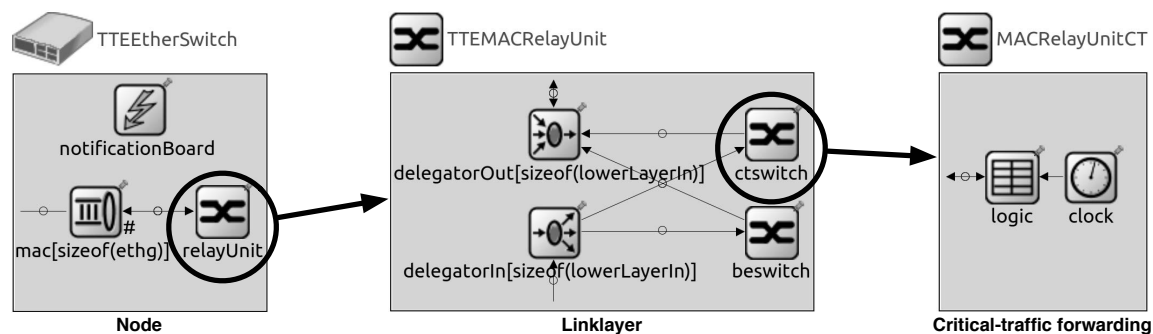 TTEEtherSwitch
notificationBoard
mac[sizeof(ethg)]
#
relayUnit
Node
TTEMACRelayUnit
delegatorOut[sizeof(lowerLayerIn)]
ctswitch
delegatorIn[sizeof(lowerLayerIn)]
beswitch
Linklayer
MACRelayUnitCT
logic
clock
Critical-traffic forwarding